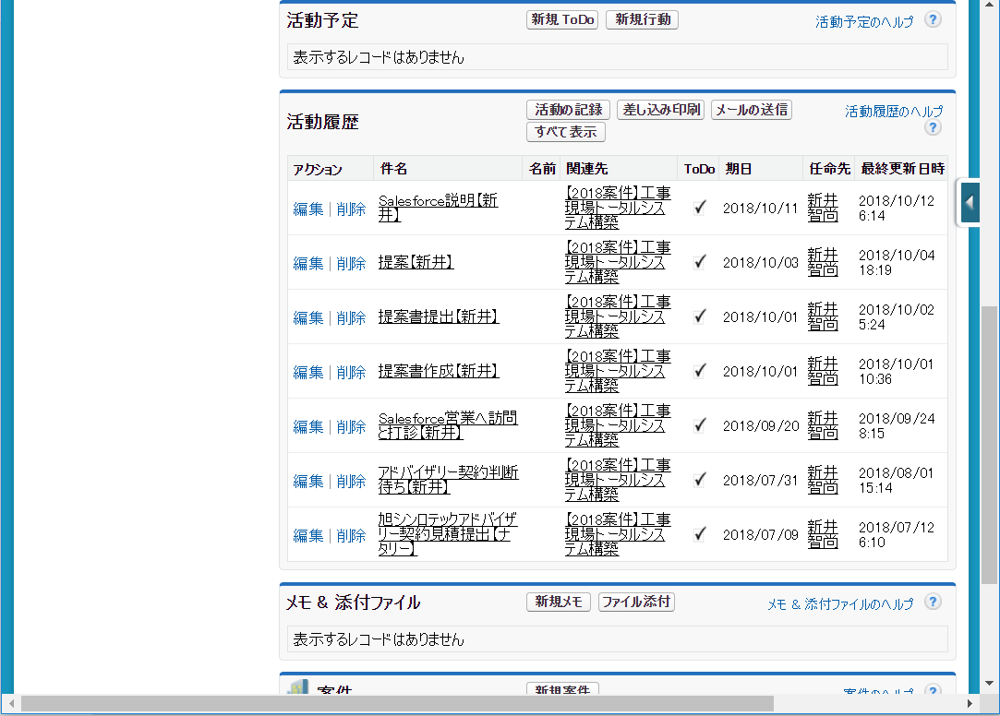 活動予定 新規 ToDo 新規行動 活動予定のヘルプ ?
表示するレコードはありません
活動履歴 活動の記録 差し込み印刷 メールの送信 活動履歴のヘルプ ?
すべて表示
アクション 件名 名前 関連先 ToDo 期日 任命先 最終更新日時
編集 | 削除 Salesforce説明【新井】 【2018案件】工事現場トータルシステム構築 ✓ 2018/10/11 新井智尚 2018/10/12 6:14
編集 | 削除 提案【新井】 【2018案件】工事現場トータルシステム構築 ✓ 2018/10/03 新井智尚 2018/10/04 18:19
編集 | 削除 提案書提出【新井】 【2018案件】工事現場トータルシステム構築 ✓ 2018/10/01 新井智尚 2018/10/02 5:24
編集 | 削除 提案書作成【新井】 【2018案件】工事現場トータルシステム構築 ✓ 2018/10/01 新井智尚 2018/10/01 10:36
編集 | 削除 Salesforce営業へ訪問と打診【新井】 【2018案件】工事現場トータルシステム構築 ✓ 2018/09/20 新井智尚 2018/09/24 8:15
編集 | 削除 アドバイザリー契約判断待ち【新井】 【2018案件】工事現場トータルシステム構築 ✓ 2018/07/31 新井智尚 2018/08/01 15:14
編集 | 削除 旭シンロテックアドバイザリー契約見積提出【ナタリー】 【2018案件】工事現場トータルシステム構築 ✓ 2018/07/09 新井智尚 2018/07/12 6:10
メモ & 添付ファイル 新規メモ ファイル添付 メモ & 添付ファイルのヘルプ ?
表示するレコードはありません
案件 新規案件 案件のヘルプ ?